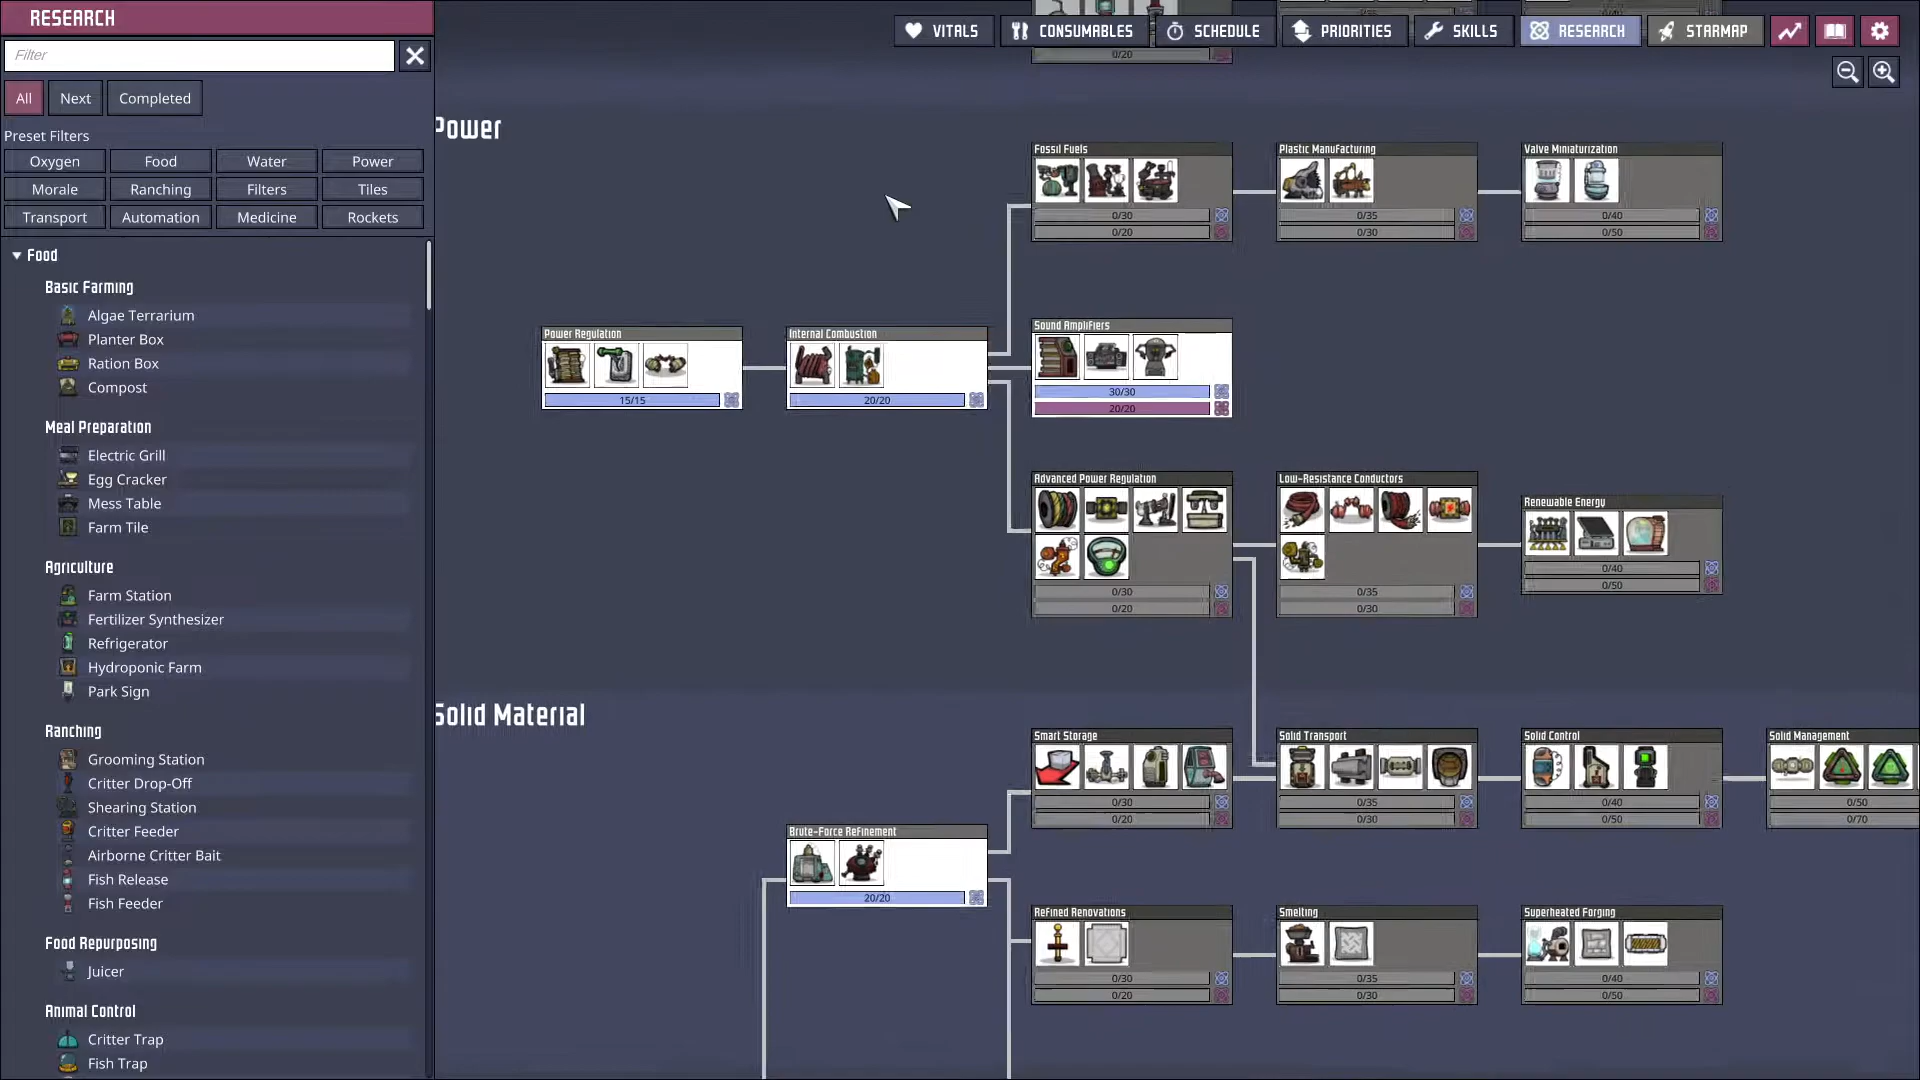 RESEARCH
VITALS
CONSUMABLES
SCHEDULE
PRIORITIES
SKILLS
RESEARCH
STARMAP
Filter
0/20
All
Next
Completed
Preset Filters
Oxygen
Food
Water
Power
Morale
Ranching
Filters
Tiles
Transport
Automation
Medicine
Rockets
Food
Basic Farming
Algae Terrarium
Planter Box
Ration Box
Compost
Meal Preparation
Electric Grill
Egg Cracker
Mess Table
Farm Tile
Agriculture
Farm Station
Fertilizer Synthesizer
Refrigerator
Hydroponic Farm
Park Sign
Ranching
Grooming Station
Critter Drop-Off
Shearing Station
Critter Feeder
Airborne Critter Bait
Fish Release
Fish Feeder
Food Repurposing
Juicer
Animal Control
Critter Trap
Fish Trap
Power
Fossil Fuels
0/30
0/20
Plastic Manufacturing
0/35
0/30
Valve Miniaturization
0/40
0/50
Power Regulation
15/15
Internal Combustion
20/20
Sound Amplifiers
30/30
20/20
Advanced Power Regulation
0/30
0/20
Low-Resistance Conductors
0/35
0/30
Renewable Energy
0/40
0/50
Solid Material
Smart Storage
0/30
0/20
Solid Transport
0/35
0/30
Solid Control
0/40
0/50
Solid Management
0/50
0/70
Brute-Force Refinement
20/20
Refined Renovations
0/30
0/20
Smelting
0/35
0/30
Superheated Forging
0/40
0/50